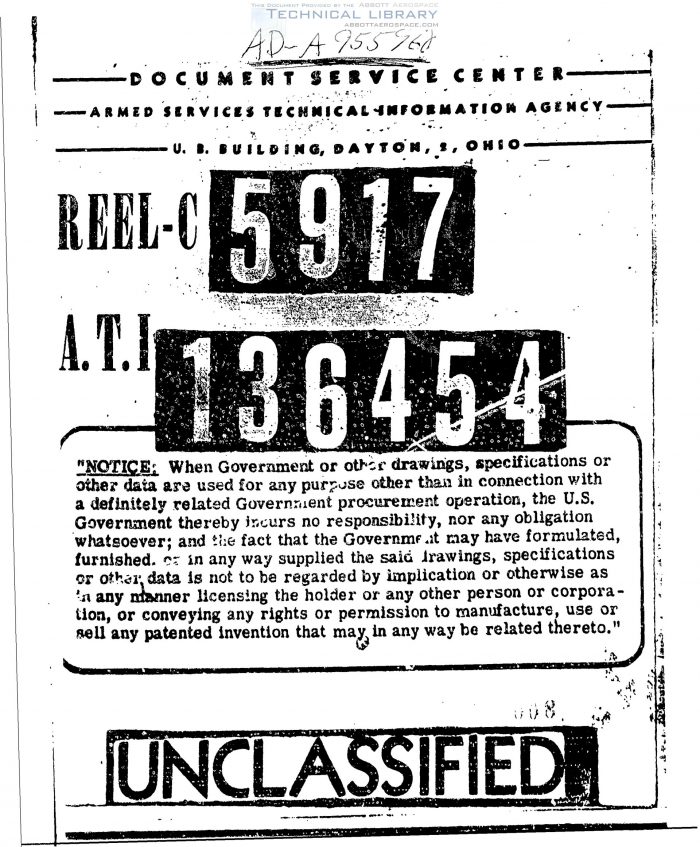 This Document Provided by the Abbott Aerospace
Technical Library
abbottaerospace.com
AD-A 955968
DOCUMENT SERVICE CENTER
ARMED SERVICES TECHNICAL INFORMATION AGENCY
U. B. BUILDING, DAYTON, 2, OHIO
REEL-C 5917
A.T.I 136454
"NOTICE: When Government or other drawings, specifications or
other data are used for any purpose other than in connection with
a definitely related Government procurement operation, the U.S.
Government thereby incurs no responsibility, nor any obligation
whatsoever; and the fact that the Government may have formulated,
furnished, or in any way supplied the said drawings, specifications
or other data is not to be regarded by implication or otherwise as
in any manner licensing the holder or any other person or corpora-
tion, or conveying any rights or permission to manufacture, use or
sell any patented invention that may in any way be related thereto."
UNCLASSIFIED